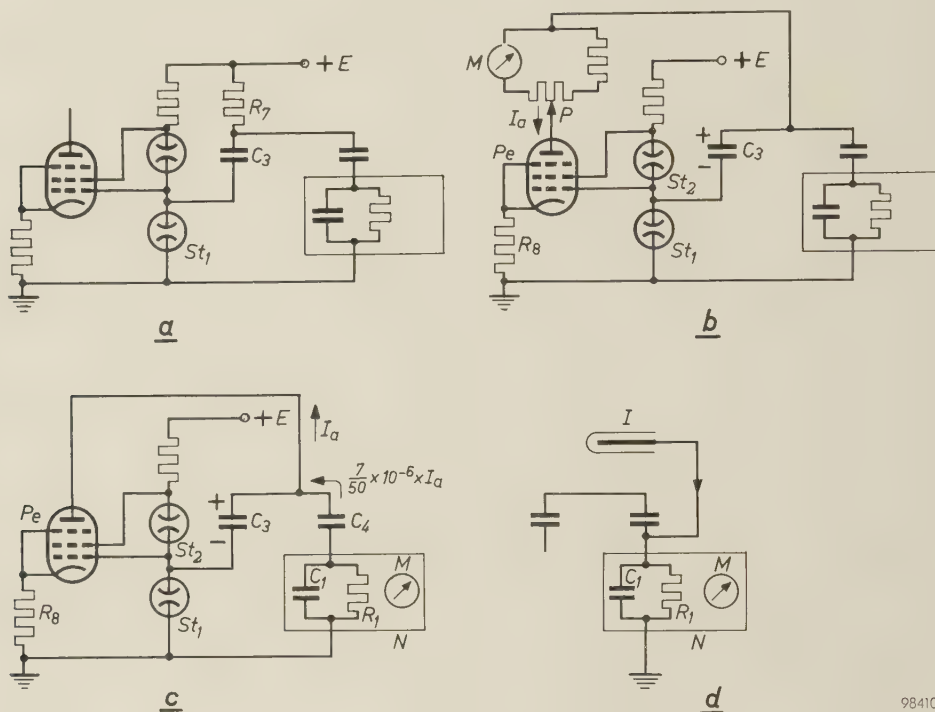 + E
R7
C3
St1
a
M
Ia
P
+ E
Pe
+
-
C3
St2
R8
St1
b
+ E
Ia
7/50 × 10-6 × Ia
Pe
+
-
C3
C4
St2
R8
St1
C1
R1
M
N
c
I
C1
R1
M
N
d
98410